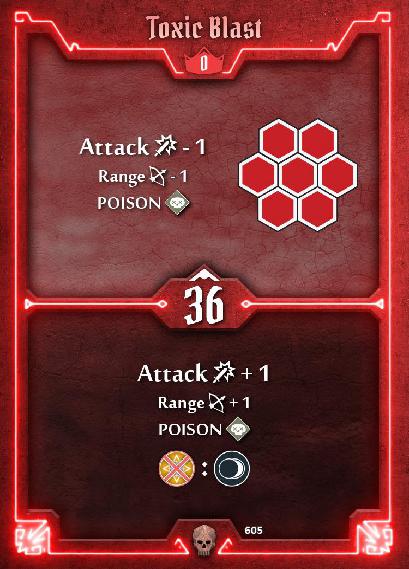 Toxic Blast
0
Attack - 1
Range - 1
POISON
36
Attack + 1
Range + 1
POISON
:
605